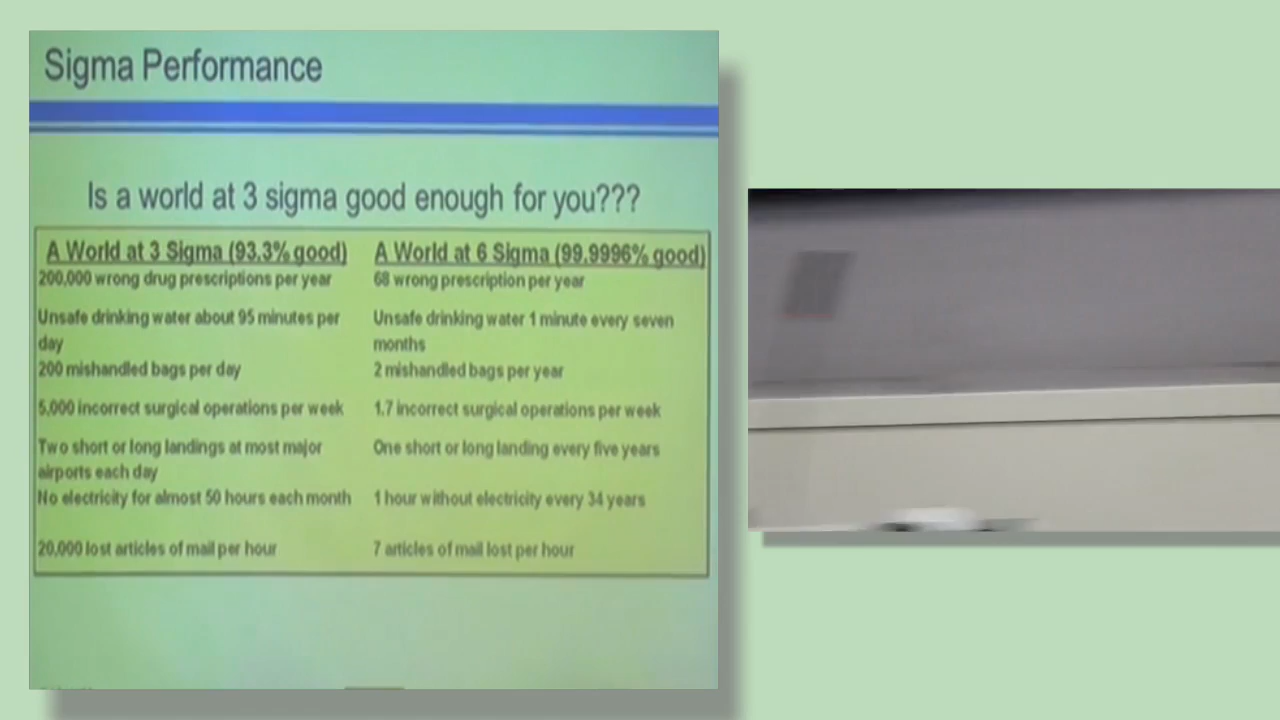 Sigma Performance
Is a world at 3 sigma good enough for you???
A World at 3 Sigma (93.3% good)
A World at 6 Sigma (99.9996% good)
200,000 wrong drug prescriptions per year
68 wrong prescription per year
Unsafe drinking water about 95 minutes per
day
Unsafe drinking water 1 minute every seven
months
200 mishandled bags per day
2 mishandled bags per year
5,000 incorrect surgical operations per week
1.7 incorrect surgical operations per week
Two short or long landings at most major
airports each day
One short or long landing every five years
No electricity for almost 50 hours each month
1 hour without electricity every 34 years
20,000 lost articles of mail per hour
7 articles of mail lost per hour